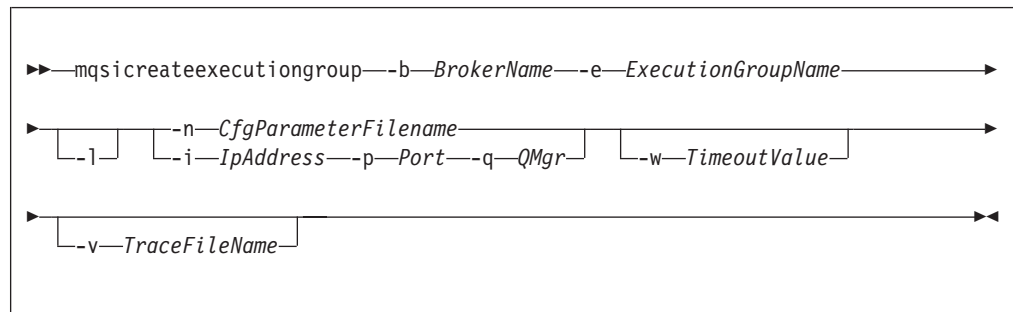 mqsicreateexecutiongroup -b BrokerName -e ExecutionGroupName
-n CfgParameterFilename
-l -i IpAddress -p Port -q QMgr -w TimeoutValue
-v TraceFileName